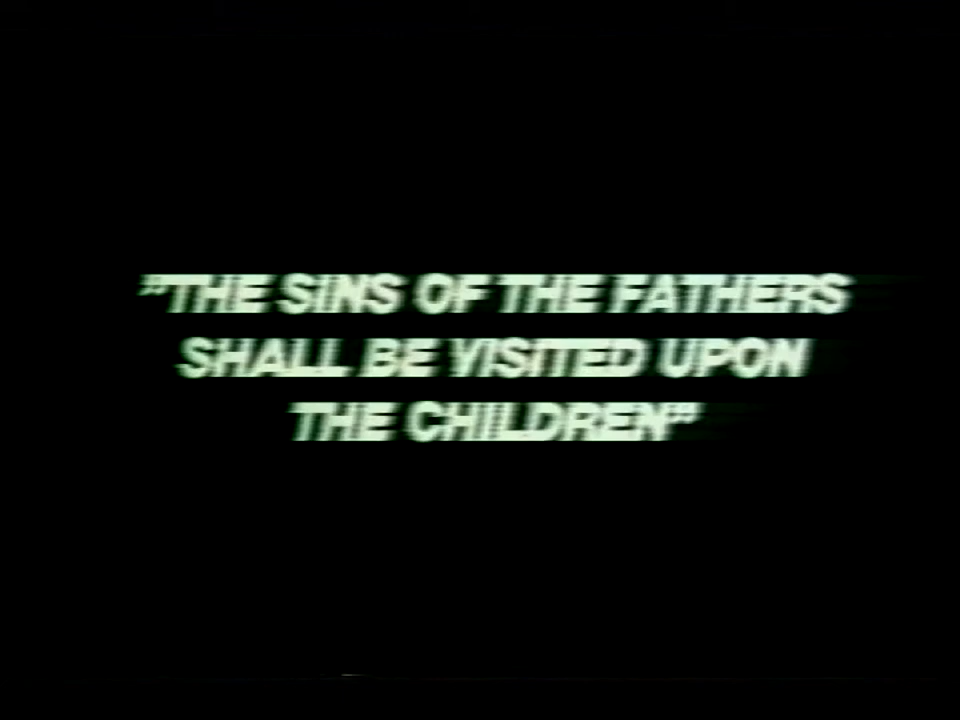 "THE SINS OF THE FATHERS
SHALL BE VISITED UPON
THE CHILDREN"